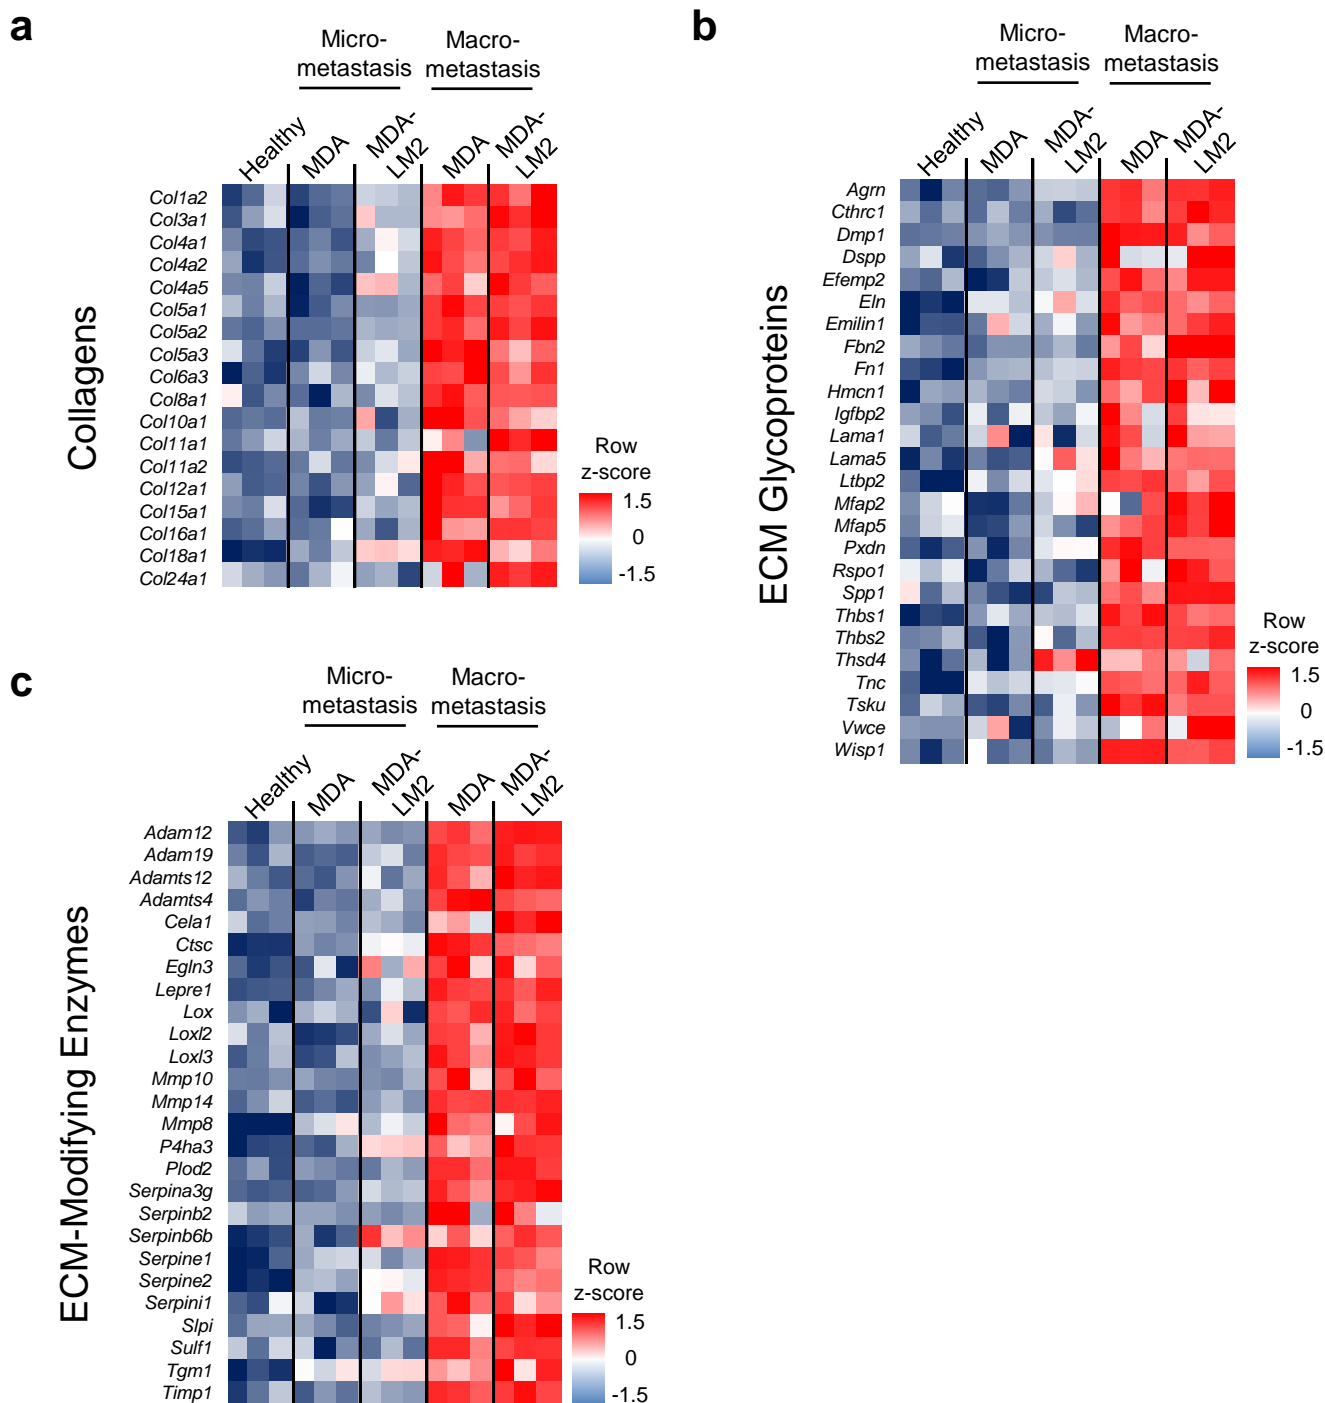 a
Micro-
metastasis
Macro-
metastasis
Healthy
MDA
MDA-
LM2
MDA
MDA-
LM2
Collagens
Col1a2
Col3a1
Col4a1
Col4a2
Col4a5
Col5a1
Col5a2
Col5a3
Col6a3
Col8a1
Col10a1
Col11a1
Col11a2
Col12a1
Col15a1
Col16a1
Col18a1
Col24a1
Row
z-score
1.5
0
-1.5
b
Micro-
metastasis
Macro-
metastasis
Healthy
MDA
MDA-
LM2
MDA
MDA-
LM2
ECM Glycoproteins
Agrn
Cthrc1
Dmp1
Dspp
Efemp2
Eln
Emilin1
Fbn2
Fn1
Hmcn1
Igfbp2
Lama1
Lama5
Ltbp2
Mfap2
Mfap5
Pxdn
Rspo1
Spp1
Thbs1
Thbs2
Thsd4
Tnc
Tsku
Vwce
Wisp1
Row
z-score
1.5
0
-1.5
c
Micro-
metastasis
Macro-
metastasis
Healthy
MDA
MDA-
LM2
MDA
MDA-
LM2
ECM-Modifying Enzymes
Adam12
Adam19
Adamts12
Adamts4
Cela1
Ctsc
Egln3
Lepre1
Lox
Loxl2
Loxl3
Mmp10
Mmp14
Mmp8
P4ha3
Plod2
Serpina3g
Serpinb2
Serpinb6b
Serpine1
Serpine2
Serpini1
Slpi
Sulf1
Tgm1
Timp1
Row
z-score
1.5
0
-1.5